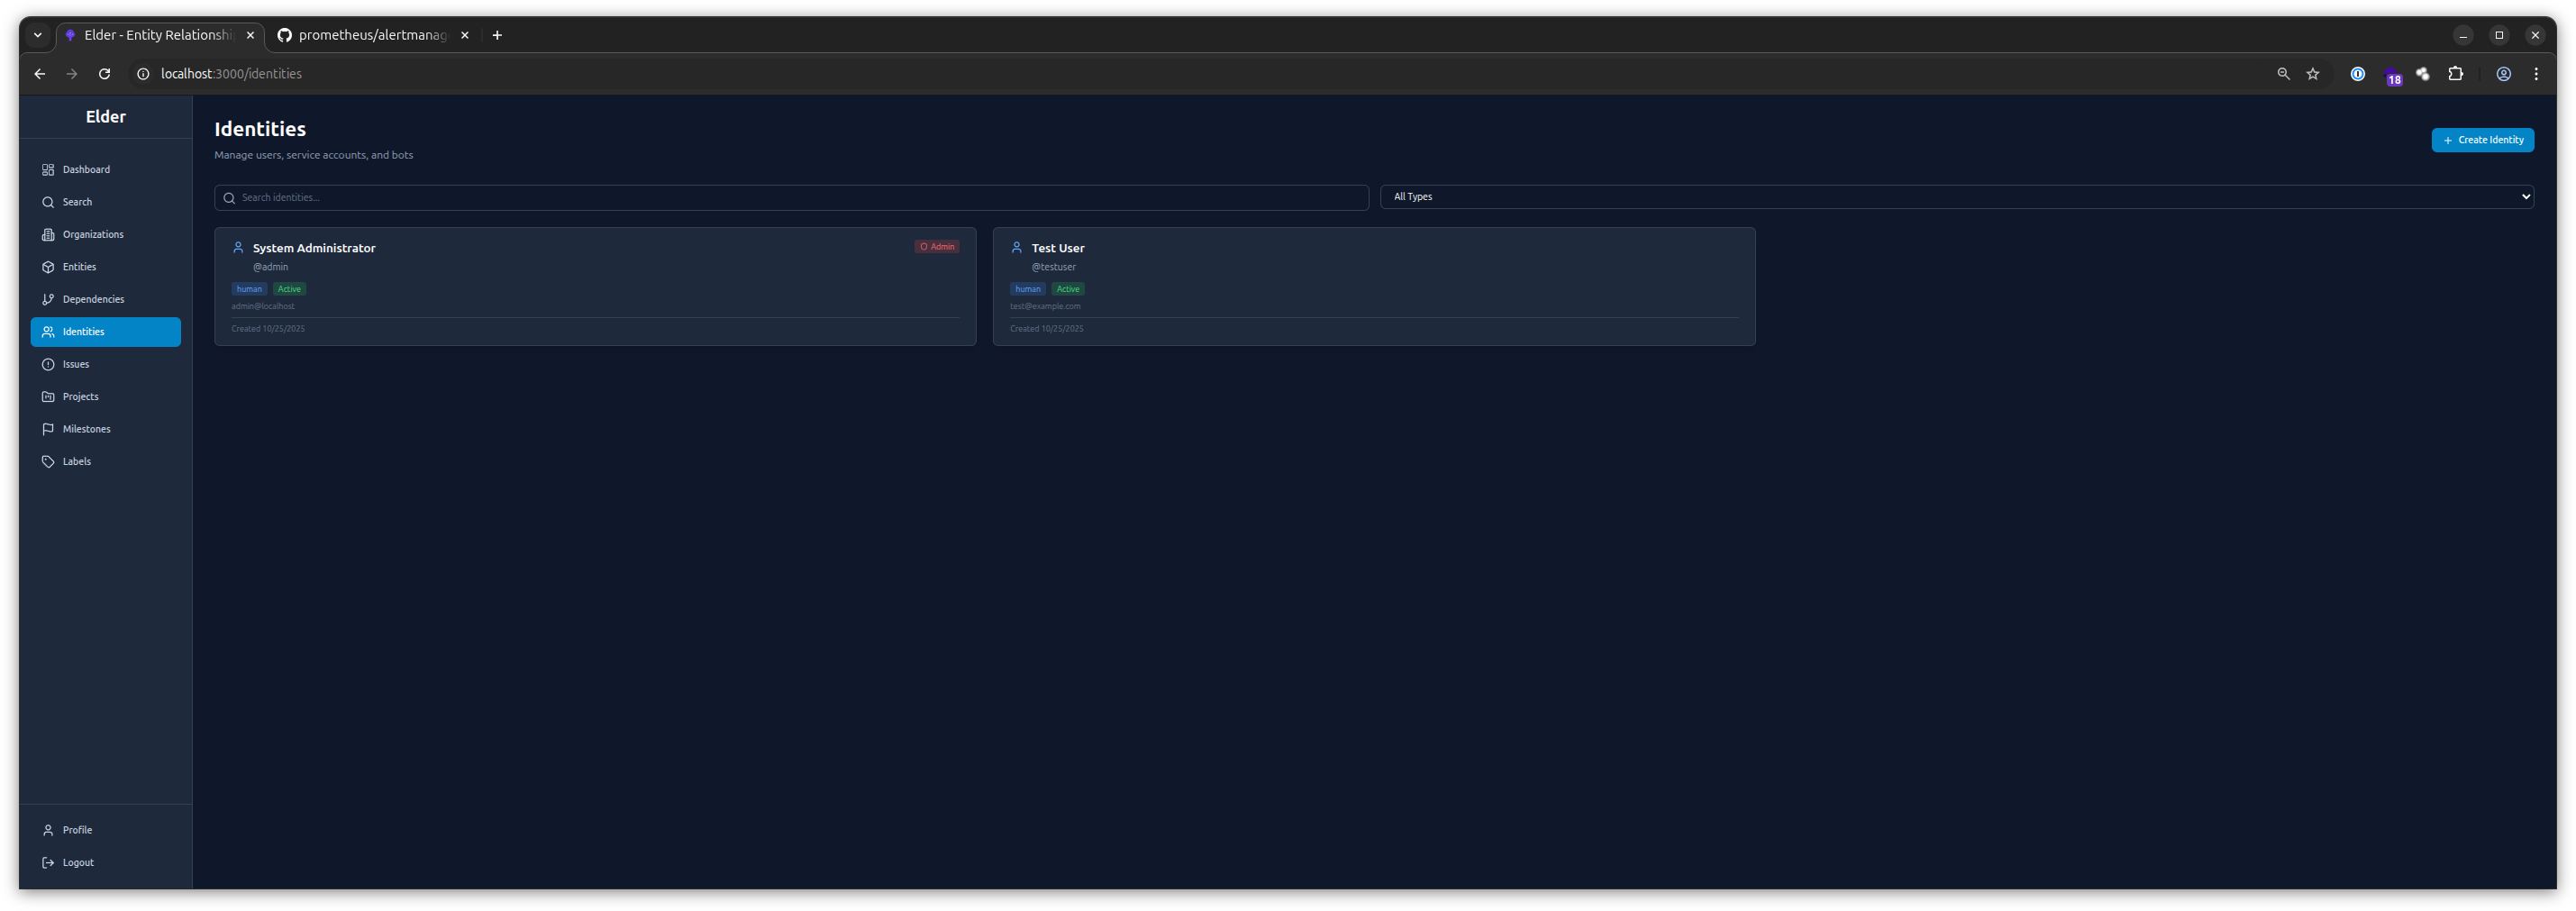 Elder - Entity Relationshi
prometheus/alertmanag
localhost:3000/identities
18
Elder
Dashboard
Search
Organizations
Entities
Dependencies
Identities
Issues
Projects
Milestones
Labels
Profile
Logout
Identities
Manage users, service accounts, and bots
+ Create Identity
Search identities...
All Types
System Administrator
Admin
@admin
human Active
admin@localhost
Created 10/25/2025
Test User
@testuser
human Active
test@example.com
Created 10/25/2025